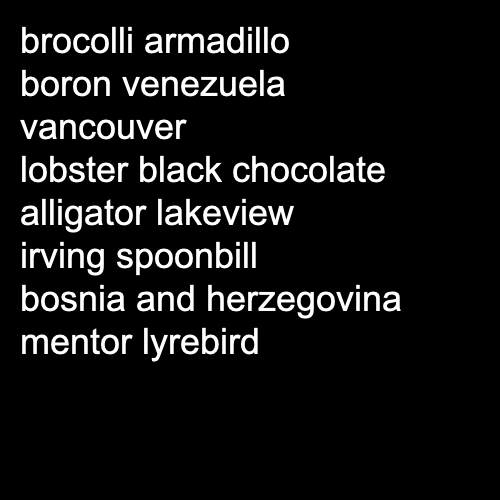 brocolli armadillo
boron venezuela
vancouver
lobster black chocolate
alligator lakeview
irving spoonbill
bosnia and herzegovina
mentor lyrebird